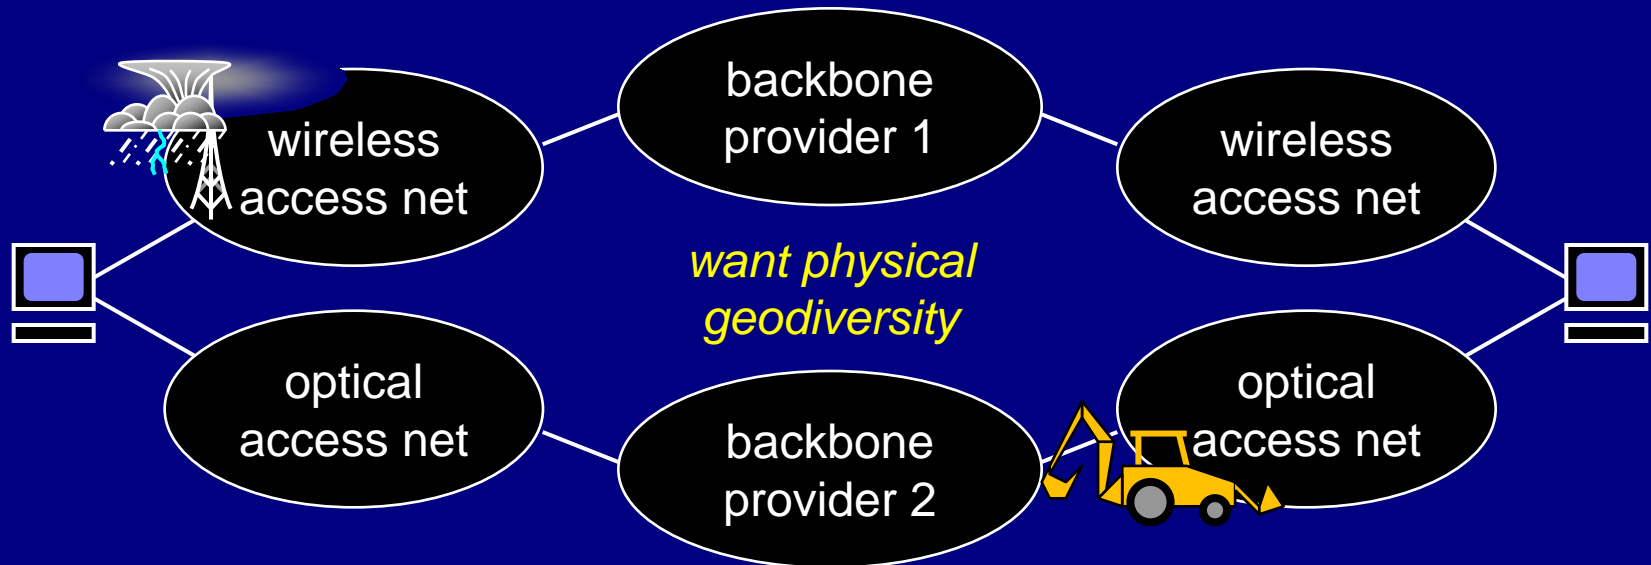 backbone
provider 1
wireless
access net
wireless
access net
want physical
geodiversity
optical
access net
optical
access net
backbone
provider 2